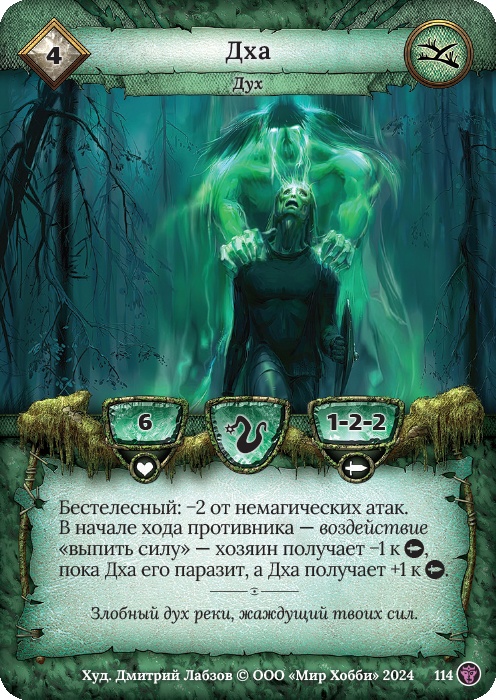 4
Дха
Дух
6
1-2-2
Бестелесный: −2 от немагических атак.
В начале хода противника — воздействие
«выпить силу» — хозяин получает −1 к ,
пока Дха его паразит, а Дха получает +1 к .
Злобный дух реки, жаждущий твоих сил.
Худ. Дмитрий Лабзов © ООО «Мир Хобби» 2024 114